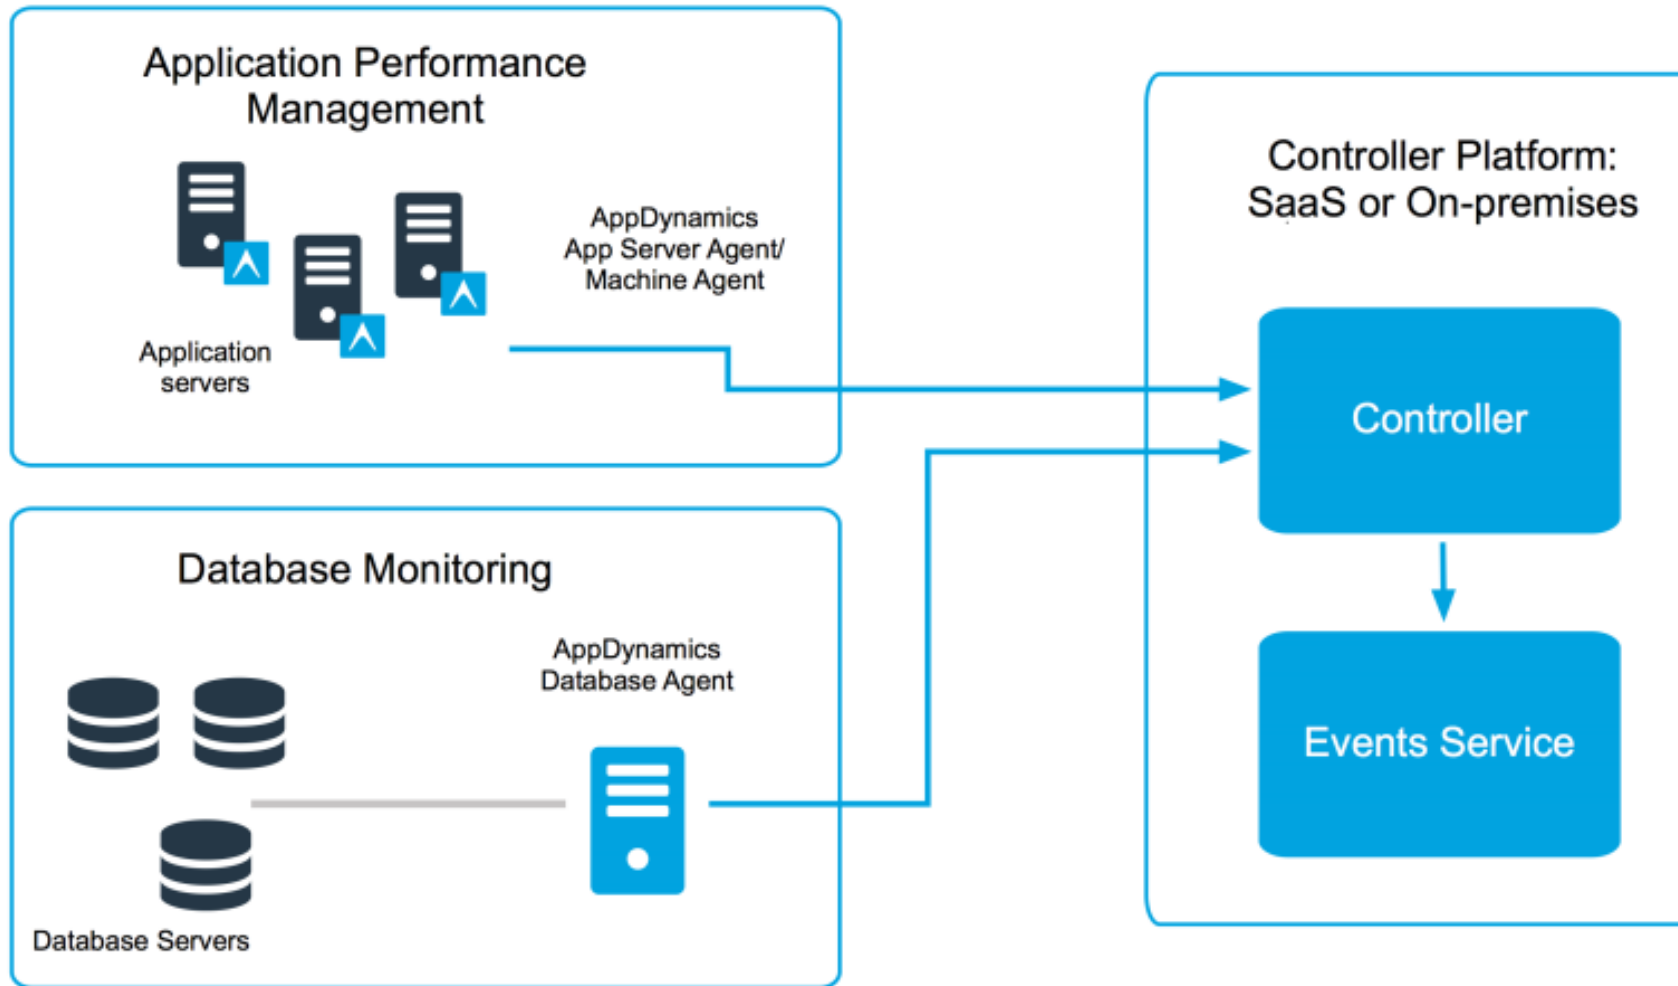 Application Performance
Management
AppDynamics
App Server Agent/
Machine Agent
Application
servers
Database Monitoring
AppDynamics
Database Agent
Database Servers
Controller Platform:
SaaS or On-premises
Controller
Events Service